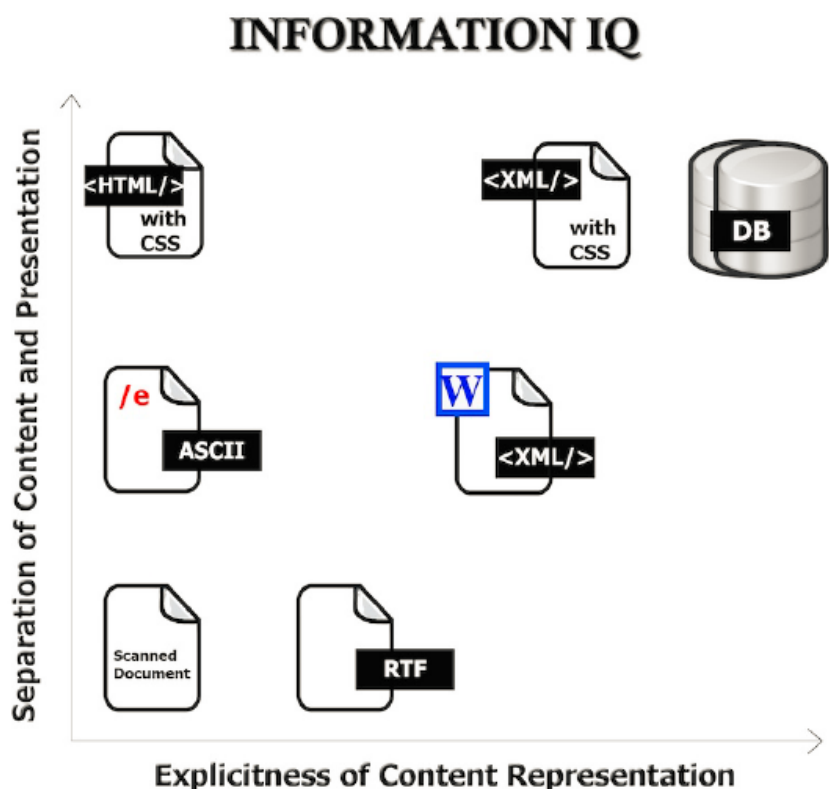 INFORMATION IQ
Separation of Content and Presentation
<HTML/>
with
CSS
<XML/>
with
CSS
DB
/e
ASCII
W
<XML/>
Scanned
Document
RTF
Explicitness of Content Representation